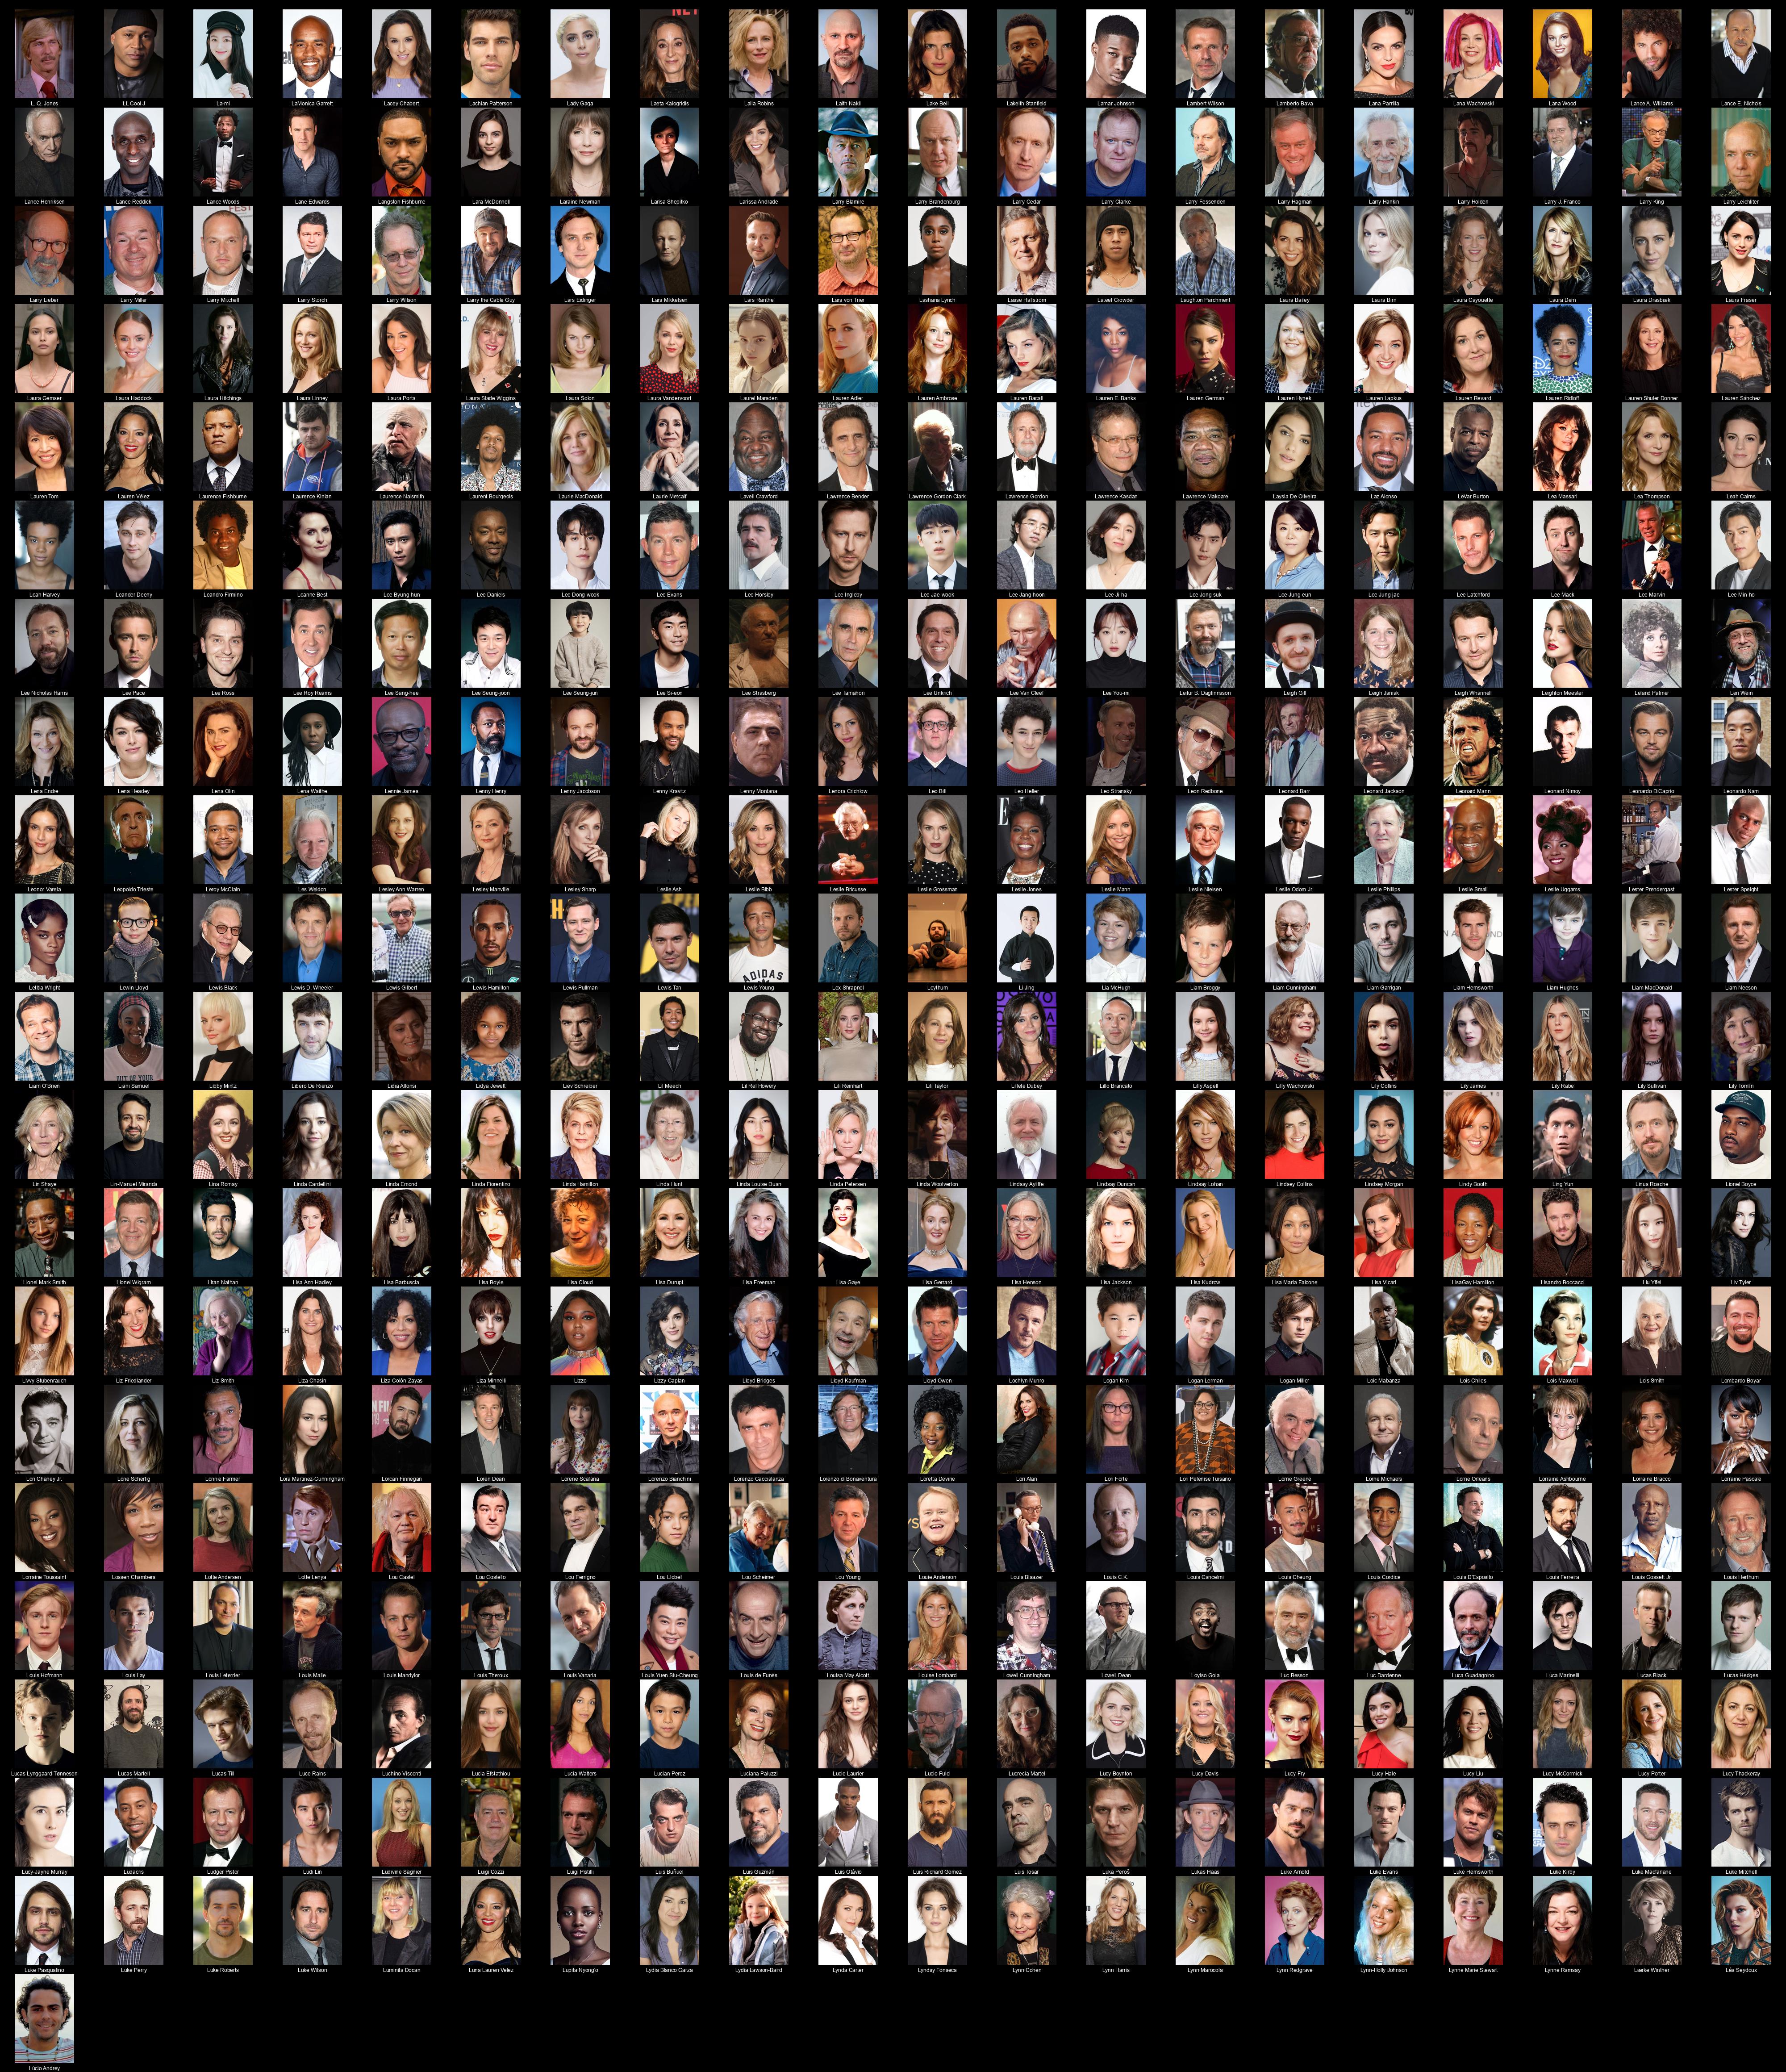 L. Q. Jones LL Cool J La-mi LaMonica Garrett Lacey Chabert Lachlan Patterson Lady Gaga Laeta Kalogridis Laila Robins Laith Nakli Lake Bell Lakeith Stanfield Lamar Johnson Lambert Wilson Lamberto Bava Lana Parrilla Lana Wachowski Lana Wood Lance A. Williams Lance E. Nichols
Lance Henriksen Lance Reddick Lance Woods Lane Edwards Langston Fishburne Lara McDonnell Laraine Newman Larisa Shepitko Larissa Andrade Larry Blamire Larry Brandenburg Larry Cedar Larry Clarke Larry Fessenden Larry Hagman Larry Hankin Larry Holden Larry J. Franco Larry King Larry Leichliter
Larry Lieber Larry Miller Larry Mitchell Larry Storch Larry Wilson Larry the Cable Guy Lars Eidinger Lars Mikkelsen Lars Ranthe Lars von Trier Lashana Lynch Lasse Hallström Lateef Crowder Laughton Parchment Laura Bailey Laura Birn Laura Cayouette Laura Dern Laura Drasbæk Laura Fraser
Laura Gemser Laura Haddock Laura Hitchings Laura Linney Laura Porta Laura Slade Wiggins Laura Solon Laura Vandervoort Laurel Marsden Lauren Adler Lauren Ambrose Lauren Bacall Lauren E. Banks Lauren German Lauren Hynek Lauren Lapkus Lauren Revard Lauren Ridloff Lauren Shuler Donner Lauren Sánchez
Lauren Tom Lauren Vélez Laurence Fishburne Laurence Kinlan Laurence Naismith Laurent Bourgeois Laurie MacDonald Laurie Metcalf Lavell Crawford Lawrence Bender Lawrence Gordon Clark Lawrence Gordon Lawrence Kasdan Lawrence Makoare Laysla De Oliveira Laz Alonso LeVar Burton Lea Massari Lea Thompson Leah Cairns
Leah Harvey Leander Deeny Leandro Firmino Leanne Best Lee Byung-hun Lee Daniels Lee Dong-wook Lee Evans Lee Horsley Lee Ingleby Lee Jae-wook Lee Jang-hoon Lee Ji-ha Lee Jong-suk Lee Jung-eun Lee Jung-jae Lee Latchford Lee Mack Lee Marvin Lee Min-ho
Lee Nicholas Harris Lee Pace Lee Ross Lee Roy Reams Lee Sang-hee Lee Seung-joon Lee Seung-jun Lee Si-eon Lee Strasberg Lee Tamahori Lee Unkrich Lee Van Cleef Lee You-mi Leifur B. Dagfinnsson Leigh Gill Leigh Janiak Leigh Whannell Leighton Meester Leland Palmer Len Wein
Lena Endre Lena Headey Lena Olin Lena Waithe Lennie James Lenny Henry Lenny Jacobson Lenny Kravitz Lenny Montana Lenora Crichlow Leo Bill Leo Heller Leo Stransky Leon Redbone Leonard Barr Leonard Jackson Leonard Mann Leonard Nimoy Leonardo DiCaprio Leonardo Nam
Leonor Varela Leopoldo Trieste Leroy McClain Les Weldon Lesley Ann Warren Lesley Manville Lesley Sharp Leslie Ash Leslie Bibb Leslie Bricusse Leslie Grossman Leslie Jones Leslie Mann Leslie Nielsen Leslie Odom Jr. Leslie Phillips Leslie Small Leslie Uggams Lester Prendergast Lester Speight
Letitia Wright Lewin Lloyd Lewis Black Lewis D. Wheeler Lewis Gilbert Lewis Hamilton Lewis Pullman Lewis Tan Lewis Young Lex Shrapnel Leythum Li Jing Lia McHugh Liam Broggy Liam Cunningham Liam Garrigan Liam Hemsworth Liam Hughes Liam MacDonald Liam Neeson
Liam O'Brien Liani Samuel Libby Mintz Libero De Rienzo Lidia Alfonsi Lidya Jewett Liev Schreiber Lil Meech Lil Rel Howery Lili Reinhart Lili Taylor Lillete Dubey Lillo Brancato Lilly Aspell Lilly Wachowski Lily Collins Lily James Lily Rabe Lily Sullivan Lily Tomlin
Lin Shaye Lin-Manuel Miranda Lina Romay Linda Cardellini Linda Emond Linda Fiorentino Linda Hamilton Linda Hunt Linda Louise Duan Linda Petersen Linda Woolverton Lindsay Ayliffe Lindsay Duncan Lindsay Lohan Lindsey Collins Lindsey Morgan Lindy Booth Ling Yun Linus Roache Lionel Boyce
Lionel Mark Smith Lionel Wigram Liran Nathan Lisa Ann Hadley Lisa Barbuscia Lisa Boyle Lisa Cloud Lisa Durupt Lisa Freeman Lisa Gaye Lisa Gerrard Lisa Henson Lisa Jackson Lisa Kudrow Lisa Maria Falcone Lisa Vicari LisaGay Hamilton Lisandro Boccacci Liu Yifei Liv Tyler
Livvy Stubenrauch Liz Friedlander Liz Smith Liza Chasin Liza Colón-Zayas Liza Minnelli Lizzo Lizzy Caplan Lloyd Bridges Lloyd Kaufman Lloyd Owen Lochlyn Munro Logan Kim Logan Lerman Logan Miller Loïc Mabanza Lois Chiles Lois Maxwell Lois Smith Lombardo Boyar
Lon Chaney Jr. Lone Scherfig Lonnie Farmer Lora Martinez-Cunningham Lorcan Finnegan Loren Dean Lorene Scafaria Lorenzo Bianchini Lorenzo Caccialanza Lorenzo di Bonaventura Loretta Devine Lori Alan Lori Forte Lori Pelenise Tuisano Lorne Greene Lorne Michaels Lorne Orleans Lorraine Ashbourne Lorraine Bracco Lorraine Pascale
Lorraine Toussaint Lossen Chambers Lotte Andersen Lotte Lenya Lou Castel Lou Costello Lou Ferrigno Lou Llobell Lou Scheimer Lou Young Louie Anderson Louis Blaazer Louis C.K. Louis Cancelmi Louis Cheung Louis Cordice Louis D'Esposito Louis Ferreira Louis Gossett Jr. Louis Herthum
Louis Hofmann Louis Lay Louis Leterrier Louis Malle Louis Mandylor Louis Theroux Louis Vanaria Louis Yuen Siu-Cheung Louis de Funès Louisa May Alcott Louise Lombard Lowell Cunningham Lowell Dean Loyiso Gola Luc Besson Luc Dardenne Luca Guadagnino Luca Marinelli Lucas Black Lucas Hedges
Lucas Lynggaard Tønnesen Lucas Martell Lucas Till Luce Rains Luchino Visconti Lucia Efstathiou Lucia Walters Lucian Perez Luciana Paluzzi Lucie Laurier Lucio Fulci Lucrecia Martel Lucy Boynton Lucy Davis Lucy Fry Lucy Hale Lucy Liu Lucy McCormick Lucy Porter Lucy Thackeray
Lucy-Jayne Murray Ludacris Ludger Pistor Ludi Lin Ludivine Sagnier Luigi Cozzi Luigi Pistilli Luis Buñuel Luis Guzmán Luis Otávio Luis Richard Gomez Luis Tosar Luka Peroš Lukas Haas Luke Arnold Luke Evans Luke Hemsworth Luke Kirby Luke Macfarlane Luke Mitchell
Luke Pasqualino Luke Perry Luke Roberts Luke Wilson Luminita Docan Luna Lauren Velez Lupita Nyong'o Lydia Blanco Garza Lydia Lawson-Baird Lynda Carter Lyndsy Fonseca Lynn Cohen Lynn Harris Lynn Marocola Lynn Redgrave Lynn-Holly Johnson Lynne Marie Stewart Lynne Ramsay Lærke Winther Léa Seydoux
Lúcio Andrey